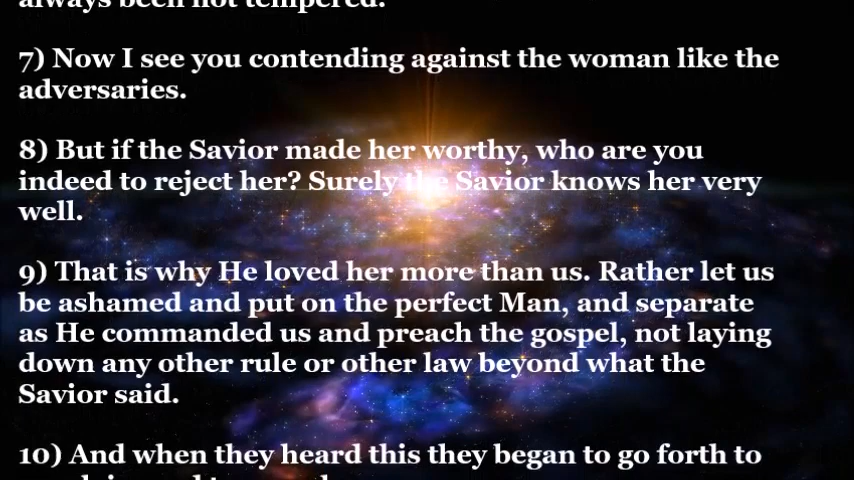 always been hot tempered.
7) Now I see you contending against the woman like the
adversaries.
8) But if the Savior made her worthy, who are you
indeed to reject her? Surely the Savior knows her very
well.
9) That is why He loved her more than us. Rather let us
be ashamed and put on the perfect Man, and separate
as He commanded us and preach the gospel, not laying
down any other rule or other law beyond what the
Savior said.
10) And when they heard this they began to go forth to